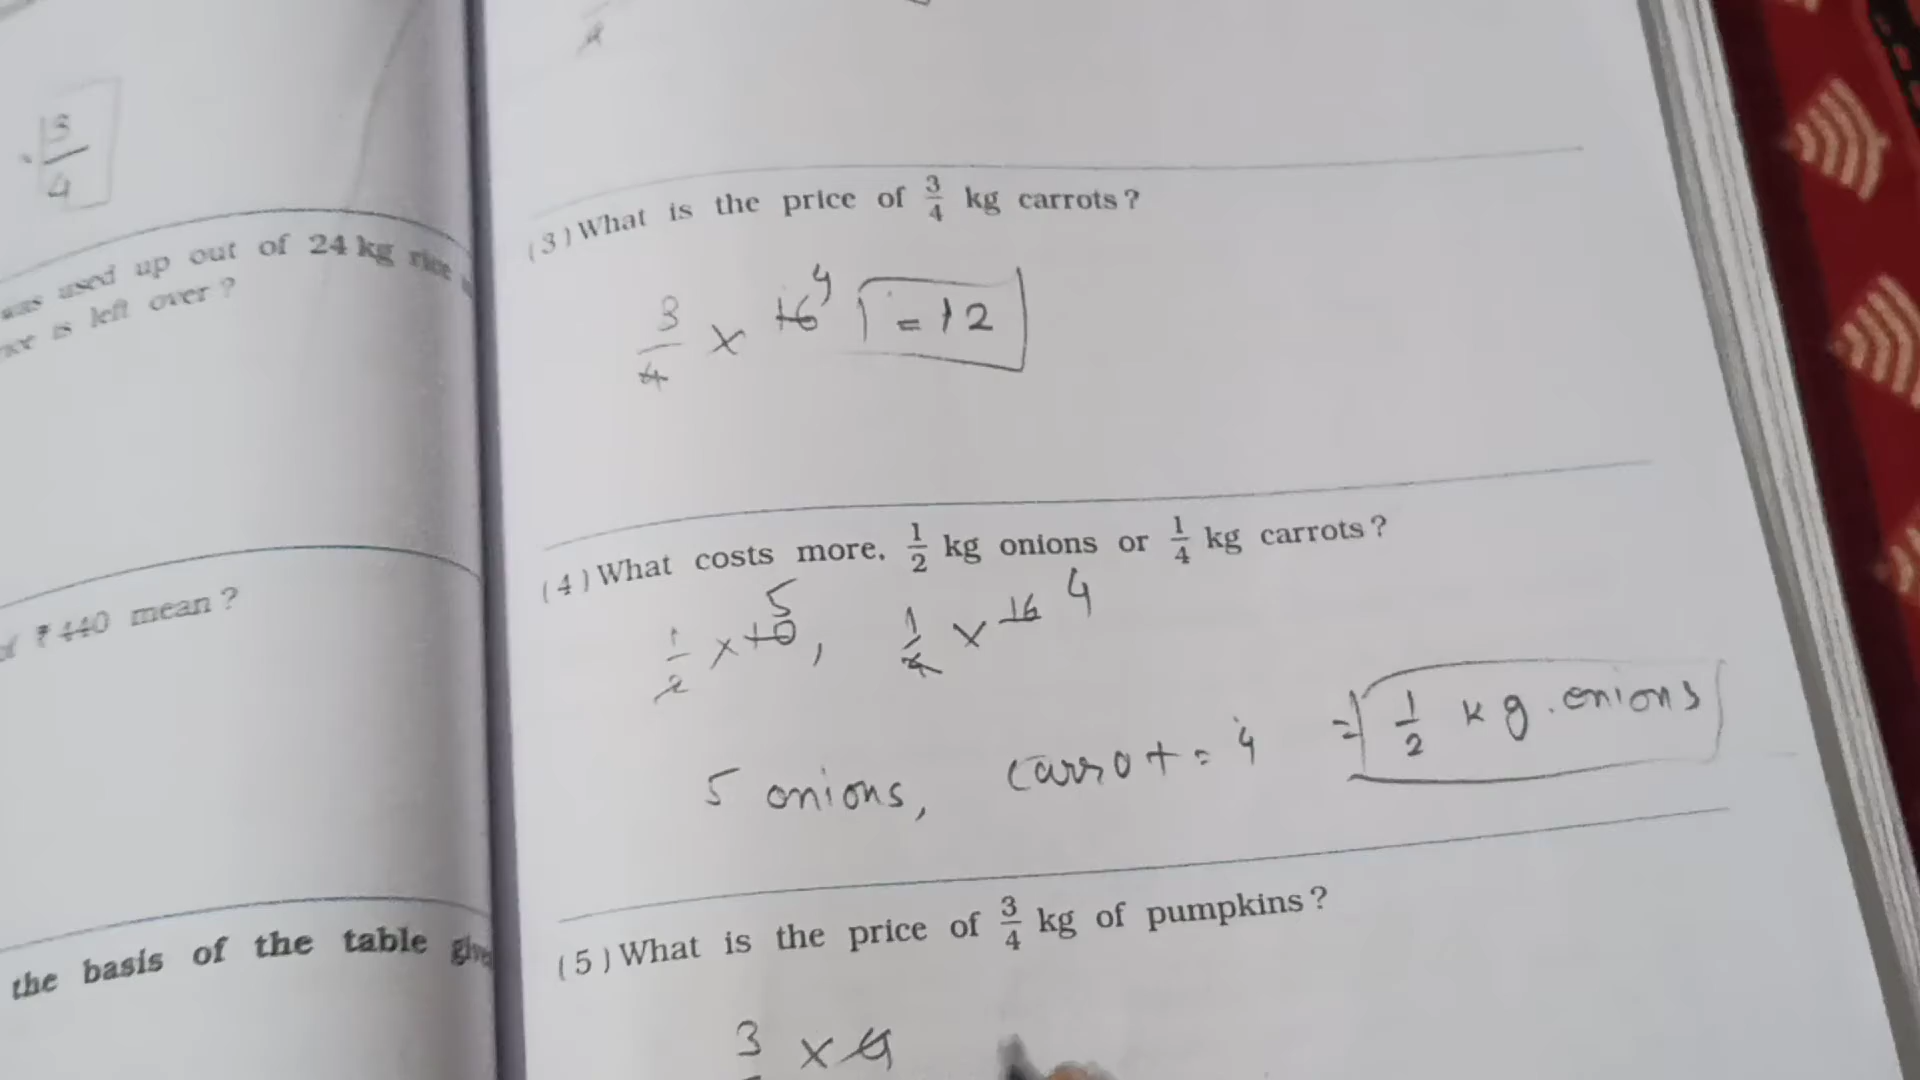 3
4
was used up out of 24 kg rice
is left over ?
of ₹ 440 mean ?
the basis of the table
(3) What is the price of 3/4 kg carrots ?
3/4 × 16 4 = 12
(4) What costs more, 1/2 kg onions or 1/4 kg carrots ?
1/2 × 10 5, 1/4 × 16 4
5 onions, carrot = 4 = 1/2 kg. onions
(5) What is the price of 3/4 kg of pumpkins ?
3 × 4